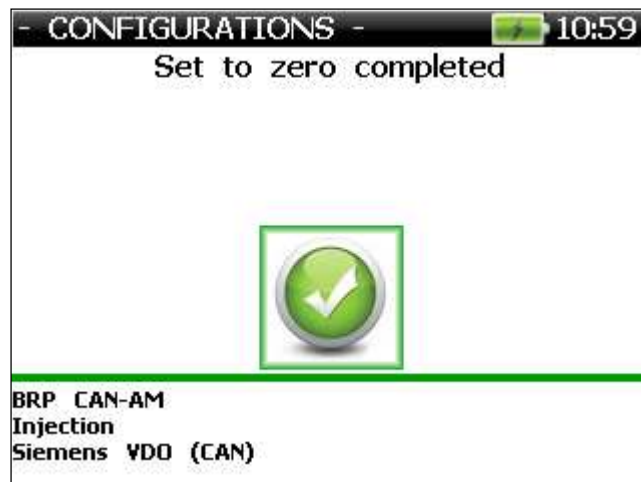 - CONFIGURATIONS - 10:59
Set to zero completed
BRP CAN-AM
Injection
Siemens VDO (CAN)